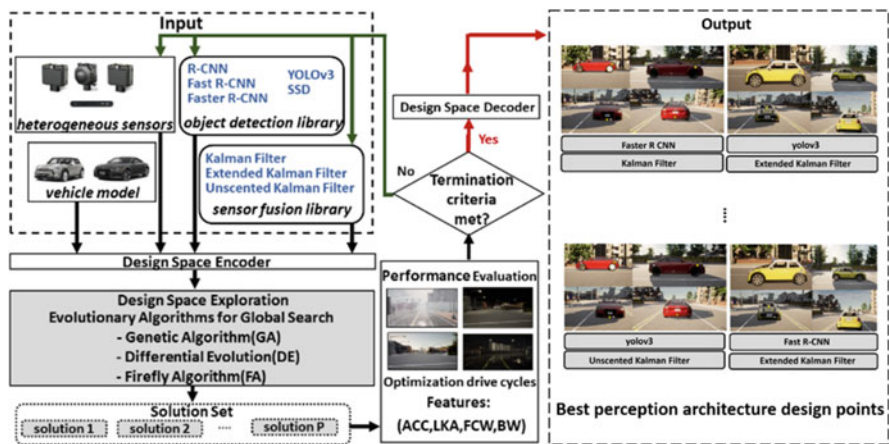 Input
heterogeneous sensors
vehicle model
R-CNN
Fast R-CNN
Faster R-CNN
YOLOv3
SSD
object detection library
Kalman Filter
Extended Kalman Filter
Unscented Kalman Filter
sensor fusion library
Design Space Encoder
Design Space Exploration
Evolutionary Algorithms for Global Search
- Genetic Algorithm(GA)
- Differential Evolution(DE)
- Firefly Algorithm(FA)
Solution Set
solution 1
solution 2
....
solution P
Performance Evaluation
Optimization drive cycles
Features:
(ACC,LKA,FCW,BW)
Termination
criteria
met?
No
Yes
Design Space Decoder
Output
Faster R CNN
Kalman Filter
yolov3
Extended Kalman Filter
yolov3
Unscented Kalman Filter
Fast R-CNN
Extended Kalman Filter
Best perception architecture design points